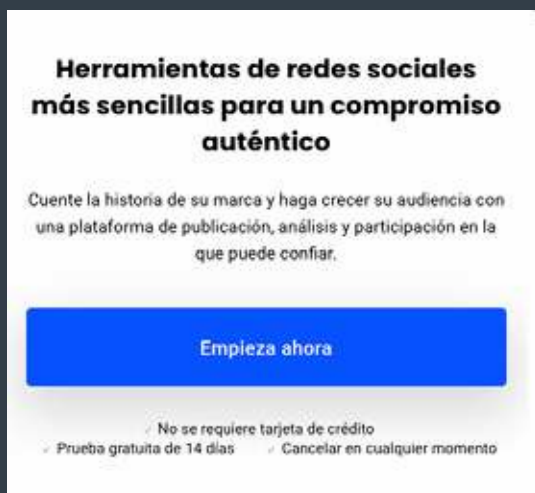 Herramientas de redes sociales
más sencillas para un compromiso
auténtico
Cuente la historia de su marca y haga crecer su audiencia con
una plataforma de publicación, análisis y participación en la
que puede confiar.
Empieza ahora
✓ No se requiere tarjeta de crédito
✓ Prueba gratuita de 14 días ✓ Cancelar en cualquier momento